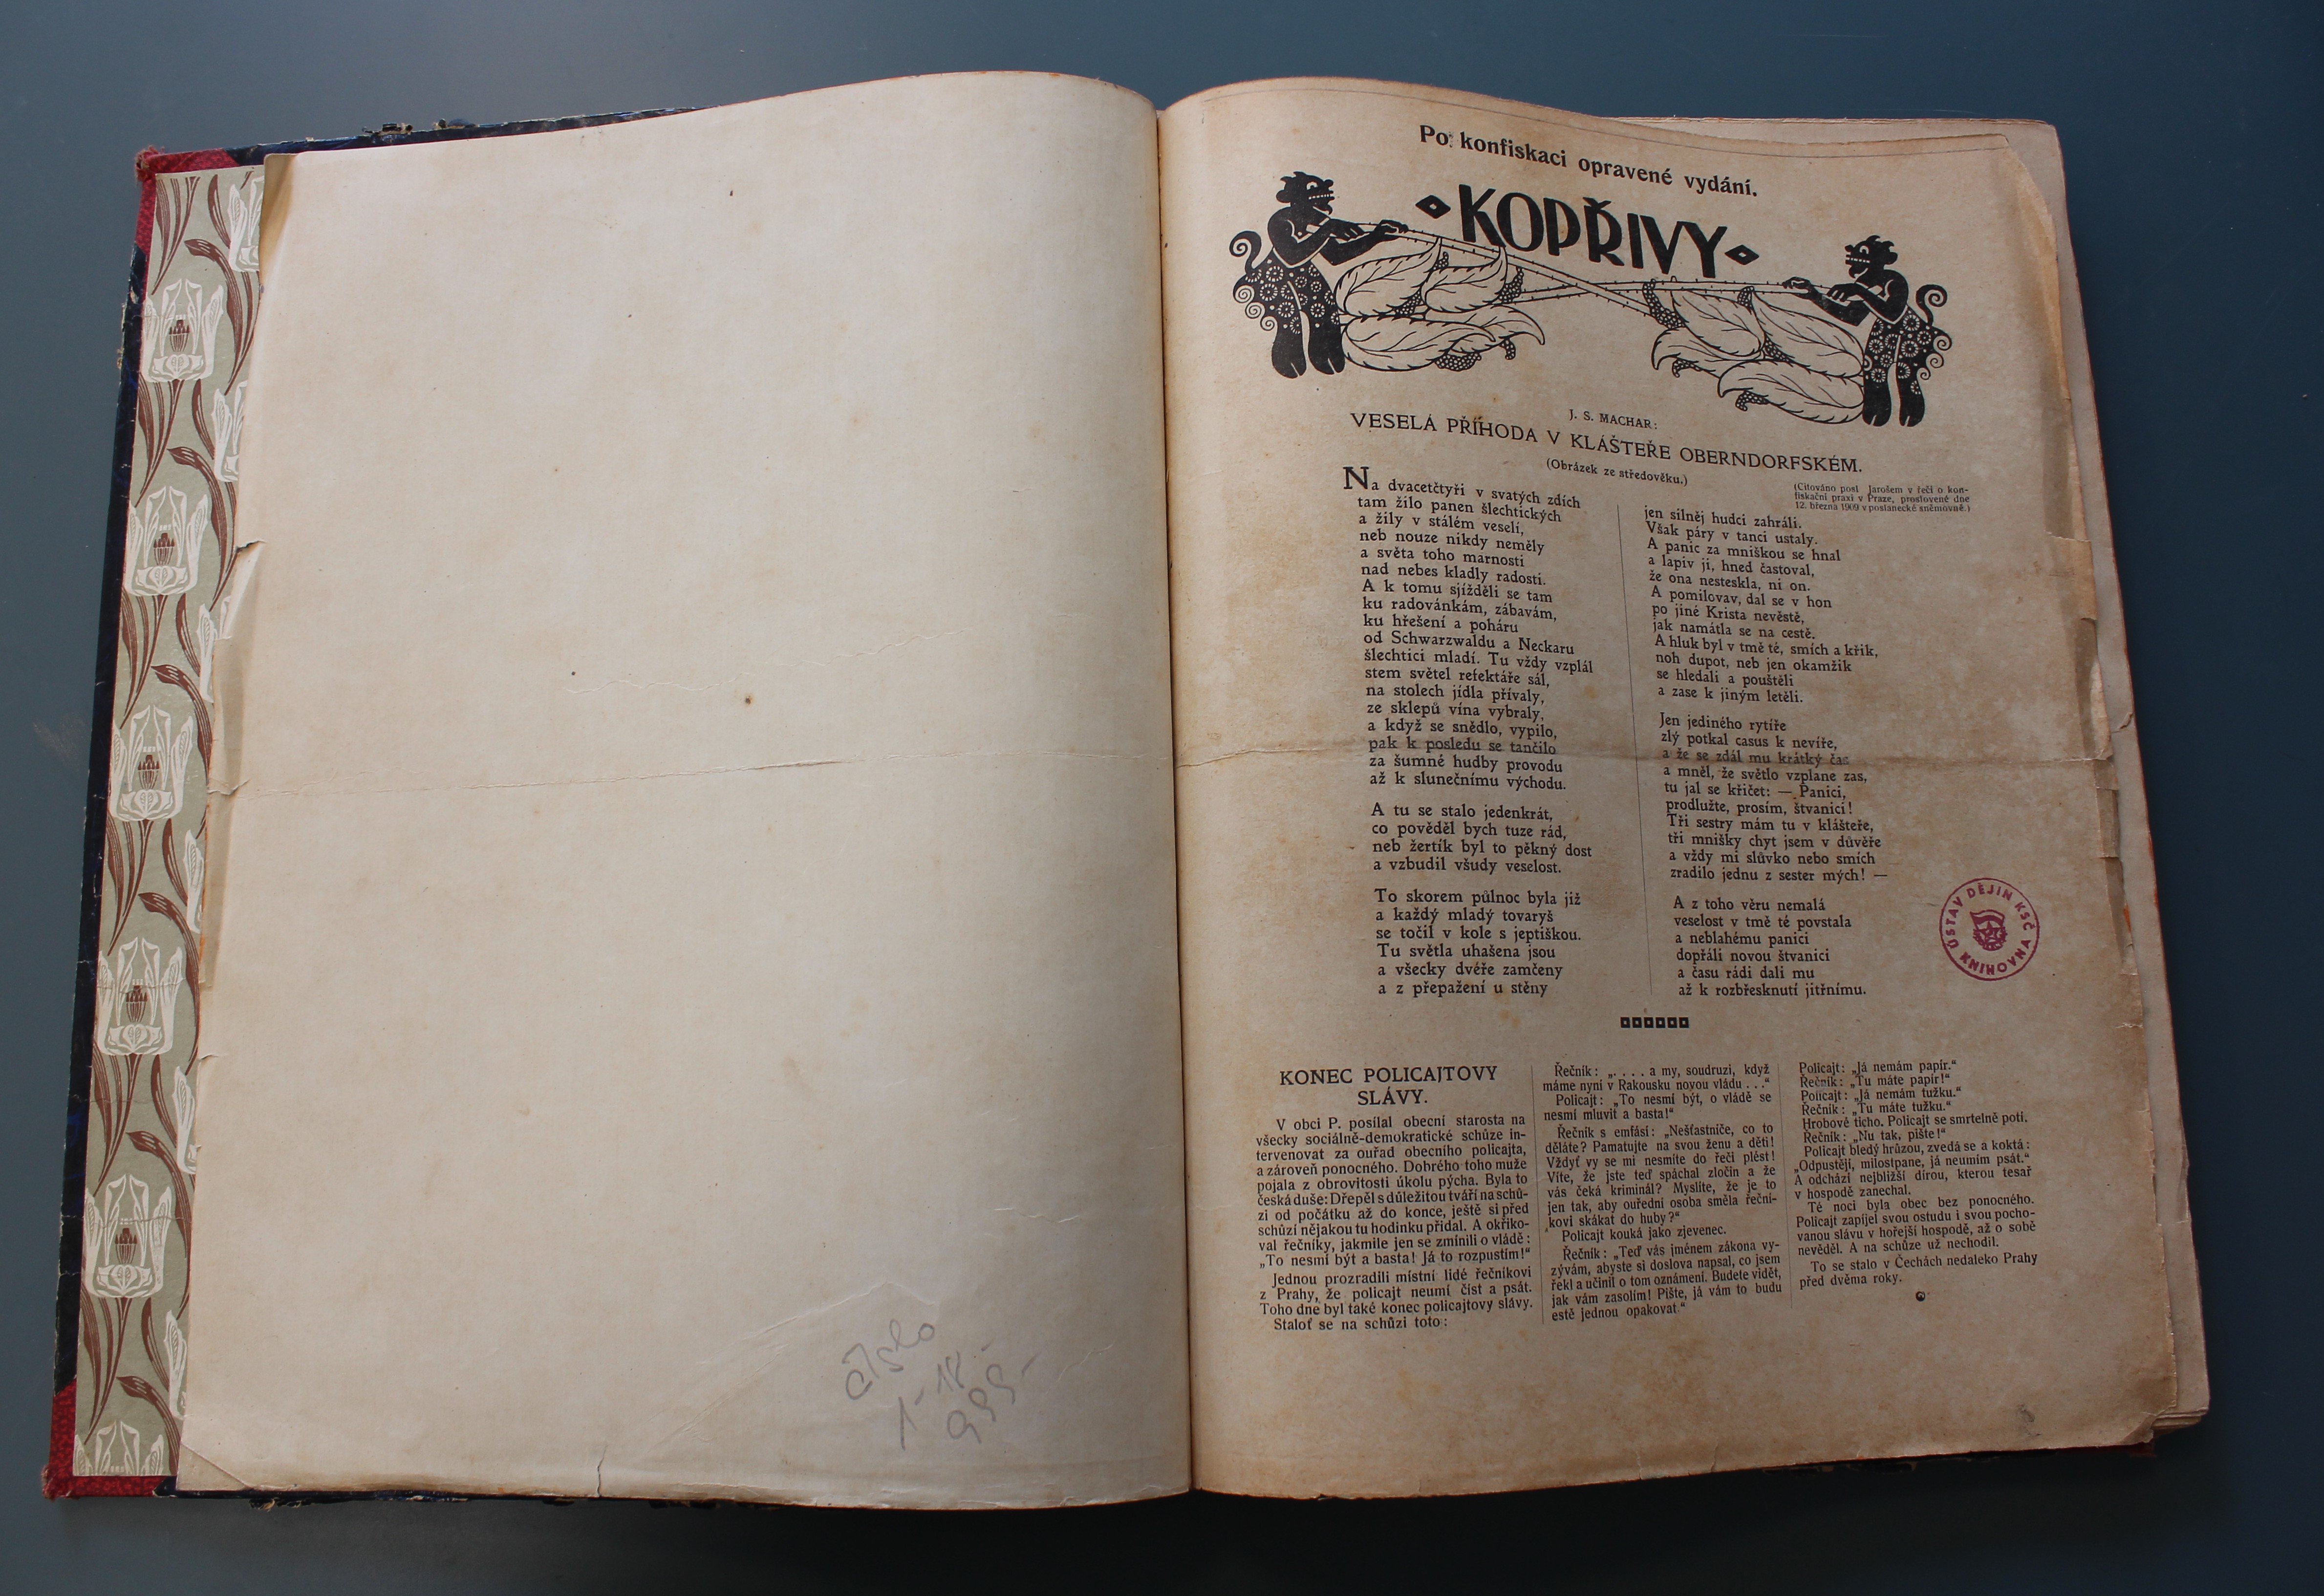 číslo
1-18.
999-
Po konfiskaci opravené vydání.
KOPŘIVY
J. S. MACHAR:
VESELÁ PŘÍHODA V KLÁŠTEŘE OBERNDORFSKÉM.
(Obrázek ze středověku.)
Na dvacetčtyři v svatých zdích
tam žilo panen šlechtických
a žily v stálém veselí,
neb nouze nikdy neměly
a světa toho marnosti
nad nebes kladly radosti.
A k tomu sjížděli se tam
ku radovánkám, zábavám,
ku hřešení a poháru
od Schwarzwaldu a Neckaru
šlechtici mladí. Tu vždy vzplál
stem světel refektáře sál,
na stolech jídla přívaly,
ze sklepů vína vybraly,
a když se snědlo, vypilo,
pak k posledu se tančilo
za šumné hudby provodu
až k slunečnímu východu.
A tu se stalo jedenkrát,
co pověděl bych tuze rád,
neb žertík byl to pěkný dost
a vzbudil všudy veselost.
To skorem půlnoc byla již
a každý mladý tovaryš
se točil v kole s jeptiškou.
Tu světla uhašena jsou
a všecky dvéře zamčeny
a z přepažení u stěny
(Citováno posl Jarošem v řeči o kon-
fiskační praxi v Praze, proslovené dne
12. března 1909 v poslanecké sněmovně.)
jen silněj hudci zahráli.
Však páry v tanci ustaly.
A panic za mniškou se hnal
a lapiv ji, hned častoval,
že ona nesteskla, ni on.
A pomilovav, dal se v hon
po jiné Krista nevěstě,
jak namátla se na cestě.
A hluk byl v tmě té, smích a křik,
noh dupot, neb jen okamžik
se hledali a pouštěli
a zase k jiným letěli.
Jen jediného rytíře
zlý potkal casus k nevíře,
a že se zdál mu krátký čas
a mněl, že světlo vzplane zas,
tu jal se křičet: — Panici,
prodlužte, prosím, štvanici!
Tři sestry mám tu v klášteře,
tři mnišky chyt jsem v důvěře
a vždy mi slůvko nebo smích
zradilo jednu z sester mých! —
A z toho věru nemalá
veselost v tmě té povstala
a neblahému panici
dopřáli novou štvanici
a času rádi dali mu
až k rozbřesknutí jitřnímu.
ÚSTAV DĚJIN KSČ
KNIHOVNA
KONEC POLICAJTOVY
SLÁVY.
V obci P. posílal obecní starosta na
všecky sociálně-demokratické schůze in-
tervenovat za ouřad obecního policajta,
a zároveň ponocného. Dobrého toho muže
pojala z obrovitosti úkolu pýcha. Byla to
česká duše: Dřepěl s důležitou tváří na schů-
zi od počátku až do konce, ještě si před
schůzí nějakou tu hodinku přidal. A okřiko-
val řečníky, jakmile jen se zmínili o vládě:
„To nesmí být a basta! Já to rozpustím!“
Jednou prozradili místní lidé řečníkovi
z Prahy, že policajt neumí číst a psát.
Toho dne byl také konec policajtovy slávy.
Staloť se na schůzi toto:
Řečník: „. . . . a my, soudruzi, když
máme nyní v Rakousku novou vládu . . .“
Policajt: „To nesmí být, o vládě se
nesmí mluvit a basta!“
Řečník s emfási: „Nešťastníče, co to
děláte? Pamatujte na svou ženu a děti!
Vždyť vy se mi nesmíte do řeči plést!
Víte, že jste teď spáchal zločin a že
vás čeká kriminál? Myslíte, že je to
jen tak, aby ouřední osoba směla řeční-
kovi skákat do huby?“
Policajt kouká jako zjevenec.
Řečník: „Teď vás jménem zákona vy-
zývám, abyste si doslova napsal, co jsem
řekl a učinil o tom oznámení. Budete vidět,
jak vám zasolím! Pište, já vám to budu
estě jednou opakovat.“
Policajt: „Já nemám papír.“
Řečník: „Tu máte papír!“
Policajt: „Já nemám tužku.“
Řečník: „Tu máte tužku.“
Hrobové ticho. Policajt se smrtelně potí.
Řečník: „Nu tak, pište!“
Policajt bledý hrůzou, zvedá se a koktá:
„Odpustějí, milostpane, já neumím psát.“
A odchází nejbližší dírou, kterou tesař
v hospodě zanechal.
Té noci byla obec bez ponocného.
Policajt zapíjel svou ostudu i svou pocho-
vanou slávu v hořejší hospodě, až o sobě
nevěděl. A na schůze už nechodil.
To se stalo v Čechách nedaleko Prahy
před dvěma roky.